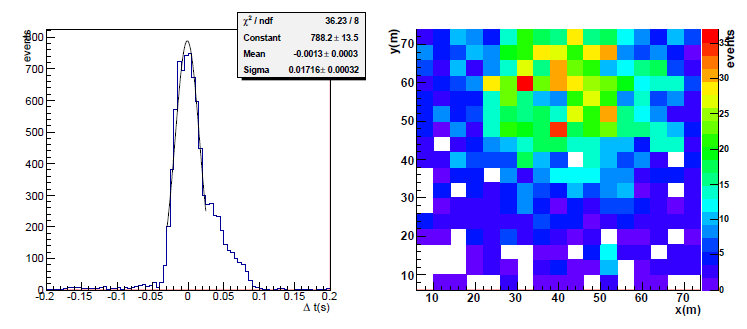 χ² / ndf 36.23 / 8
Constant 788.2 ± 13.5
Mean -0.0013 ± 0.0003
Sigma 0.01716 ± 0.00032
events
800
700
600
500
400
300
200
100
0
-0.2 -0.15 -0.1 -0.05 0 0.05 0.1 0.15 0.2
Δ t(s)
y(m)
70
60
50
40
30
20
10
10 20 30 40 50 60 70
x(m)
events
35
30
25
20
15
10
5
0